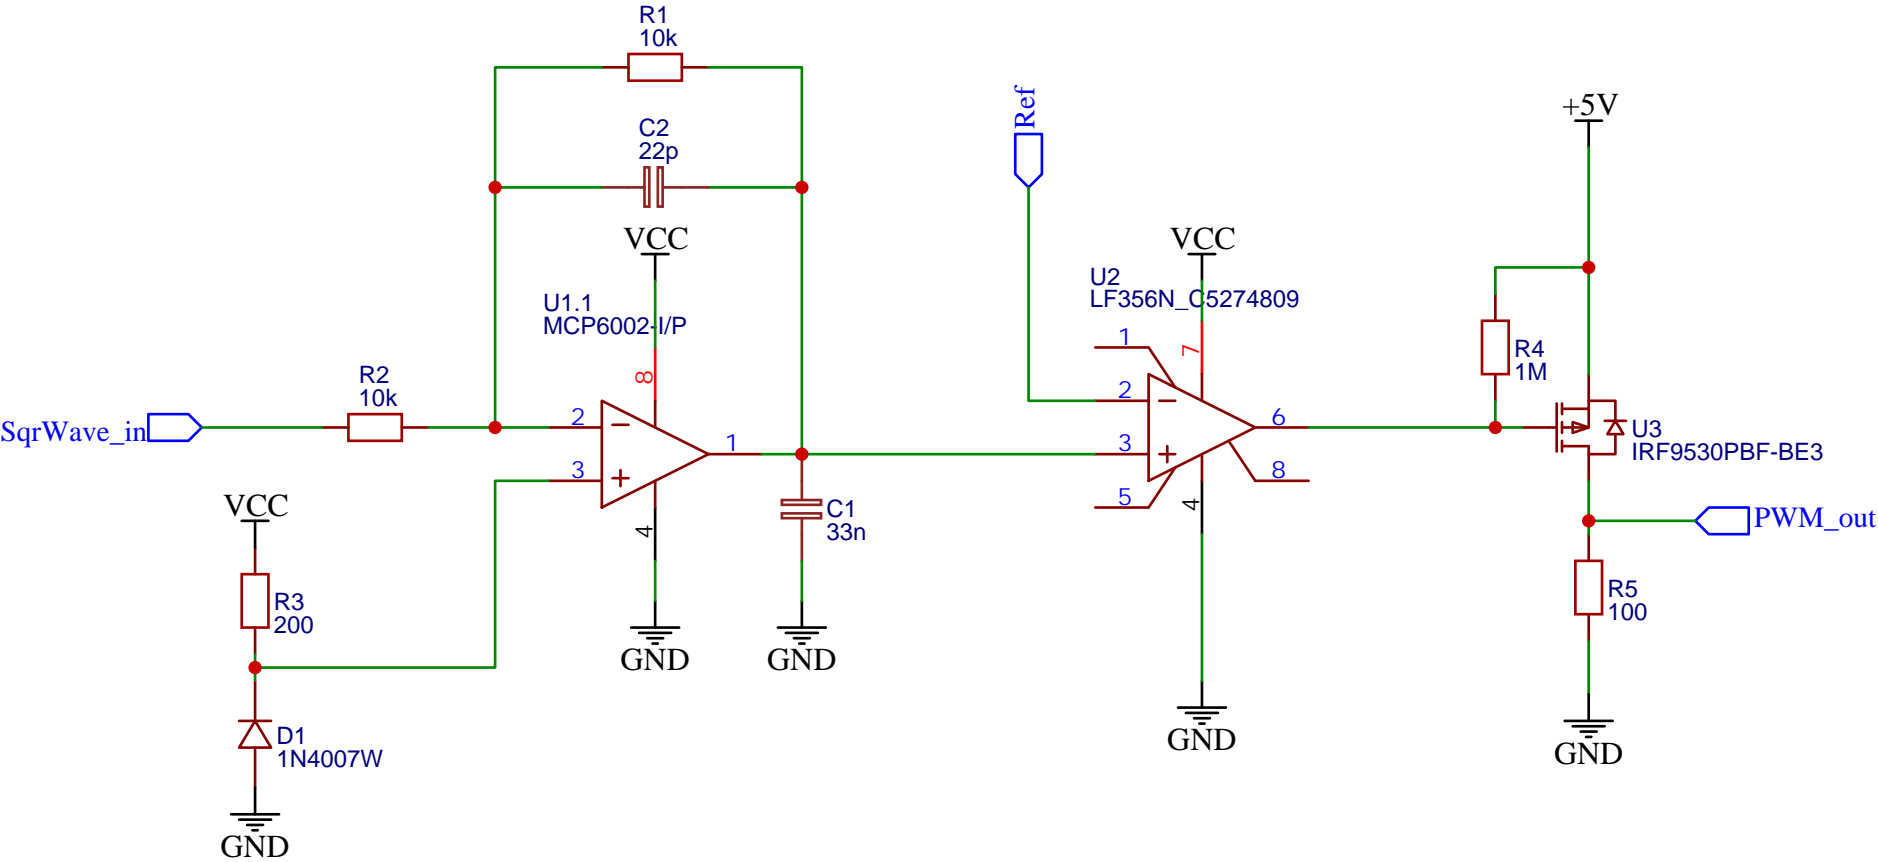 R1
10k
C2
22p
VCC
U1.1
MCP6002-I/P
8
R2
10k
SqrWave_in
2
3
1
4
VCC
R3
200
D1
1N4007W
GND
GND
C1
33n
GND
Ref
VCC
U2
LF356N_C5274809
1
7
2
3
6
5
8
4
GND
+5V
R4
1M
U3
IRF9530PBF-BE3
PWM_out
R5
100
GND